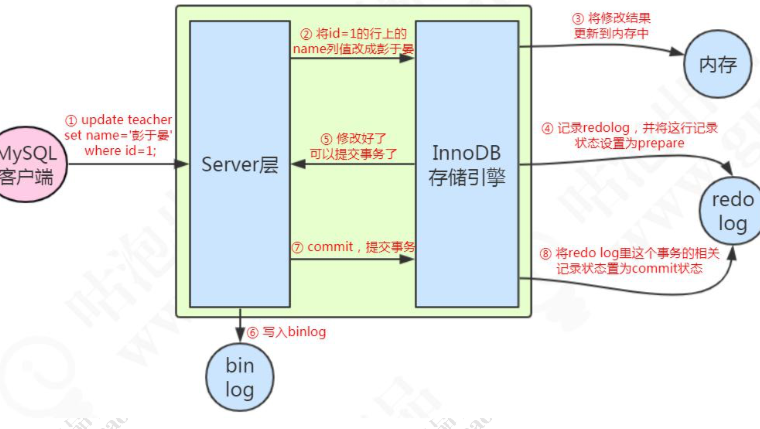 ② 将id=1的行上的
name列值改成彭于晏
③ 将修改结果
更新到内存中
内存
① update teacher
set name='彭于晏'
where id=1;
MySQL
客户端
Server层
⑤ 修改好了
可以提交事务了
InnoDB
存储引擎
④ 记录redolog，并将这行记录
状态设置为prepare
redo
log
⑦ commit，提交事务
⑧ 将redo log里这个事务的相关
记录状态置为commit状态
⑥ 写入binlog
bin
log